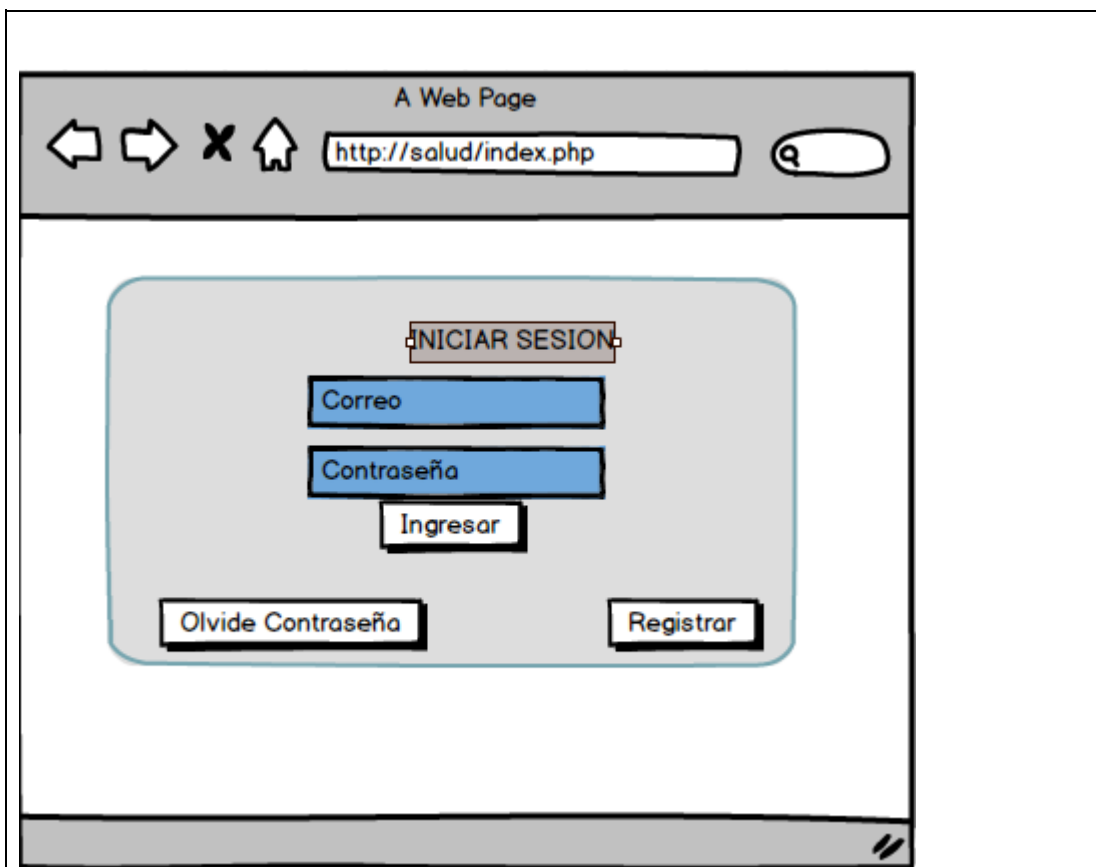 A Web Page
http://salud/index.php
INICIAR SESION
Correo
Contraseña
Ingresar
Olvide Contraseña
Registrar